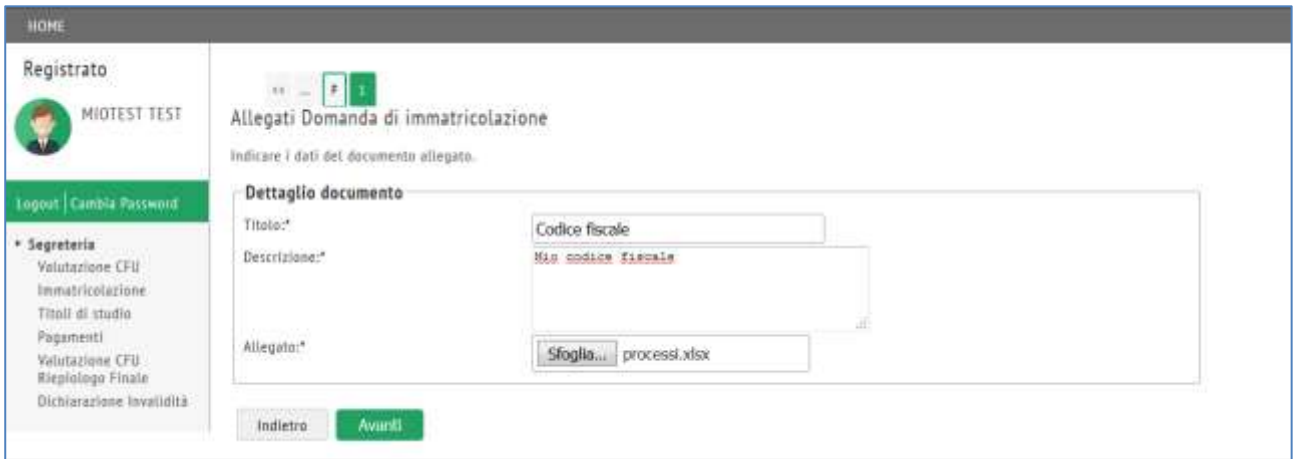 HOME
Registrato
MIOTEST TEST
Logout | Cambia Password
Segreteria
Valutazione CFU
Immatricolazione
Titoli di studio
Pagamenti
Valutazione CFU
Riepilogo Finale
Dichiarazione Invalidità
<< ... F 1
Allegati Domanda di immatricolazione
Indicare i dati del documento allegato.
Dettaglio documento
Titolo:* Codice fiscale
Descrizione:* Mio codice fiscale
Allegato:* Sfoglia... processi.xlsx
Indietro Avanti